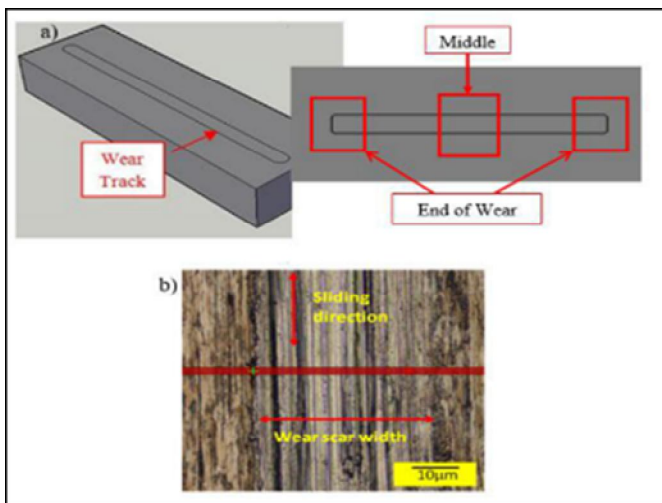 a)
Wear
Track
Middle
End of Wear
b)
Sliding
direction
Wear scar width
10μm